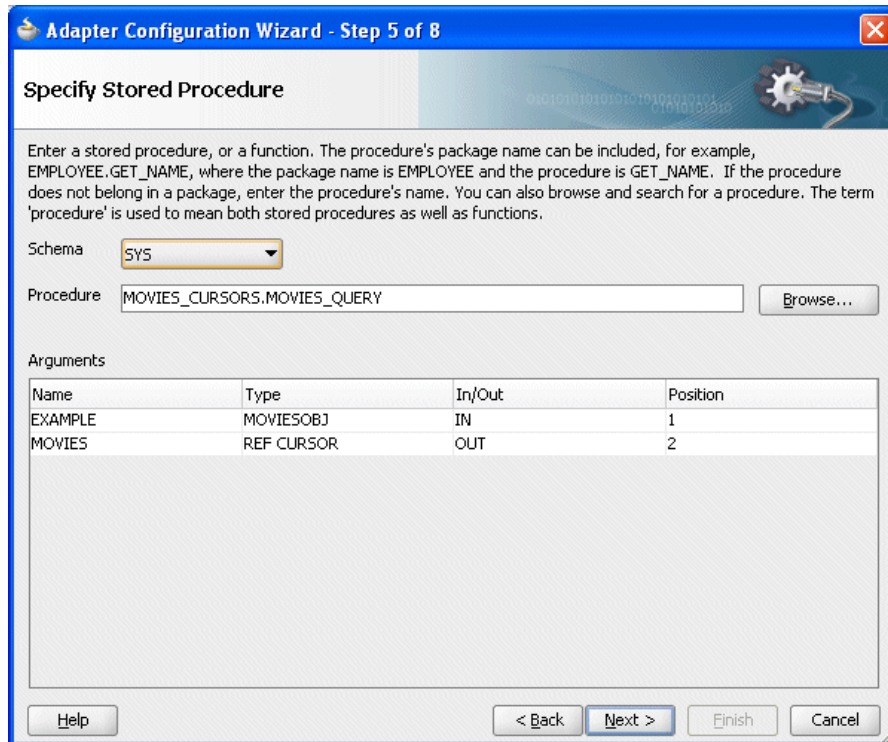 Adapter Configuration Wizard - Step 5 of 8
Specify Stored Procedure
Enter a stored procedure, or a function. The procedure's package name can be included, for example,
EMPLOYEE.GET_NAME, where the package name is EMPLOYEE and the procedure is GET_NAME. If the procedure
does not belong in a package, enter the procedure's name. You can also browse and search for a procedure. The term
'procedure' is used to mean both stored procedures as well as functions.
Schema SYS
Procedure MOVIES_CURSORS.MOVIES_QUERY Browse...
Arguments
Name Type In/Out Position
EXAMPLE MOVIESOBJ IN 1
MOVIES REF CURSOR OUT 2
Help < Back Next > Finish Cancel